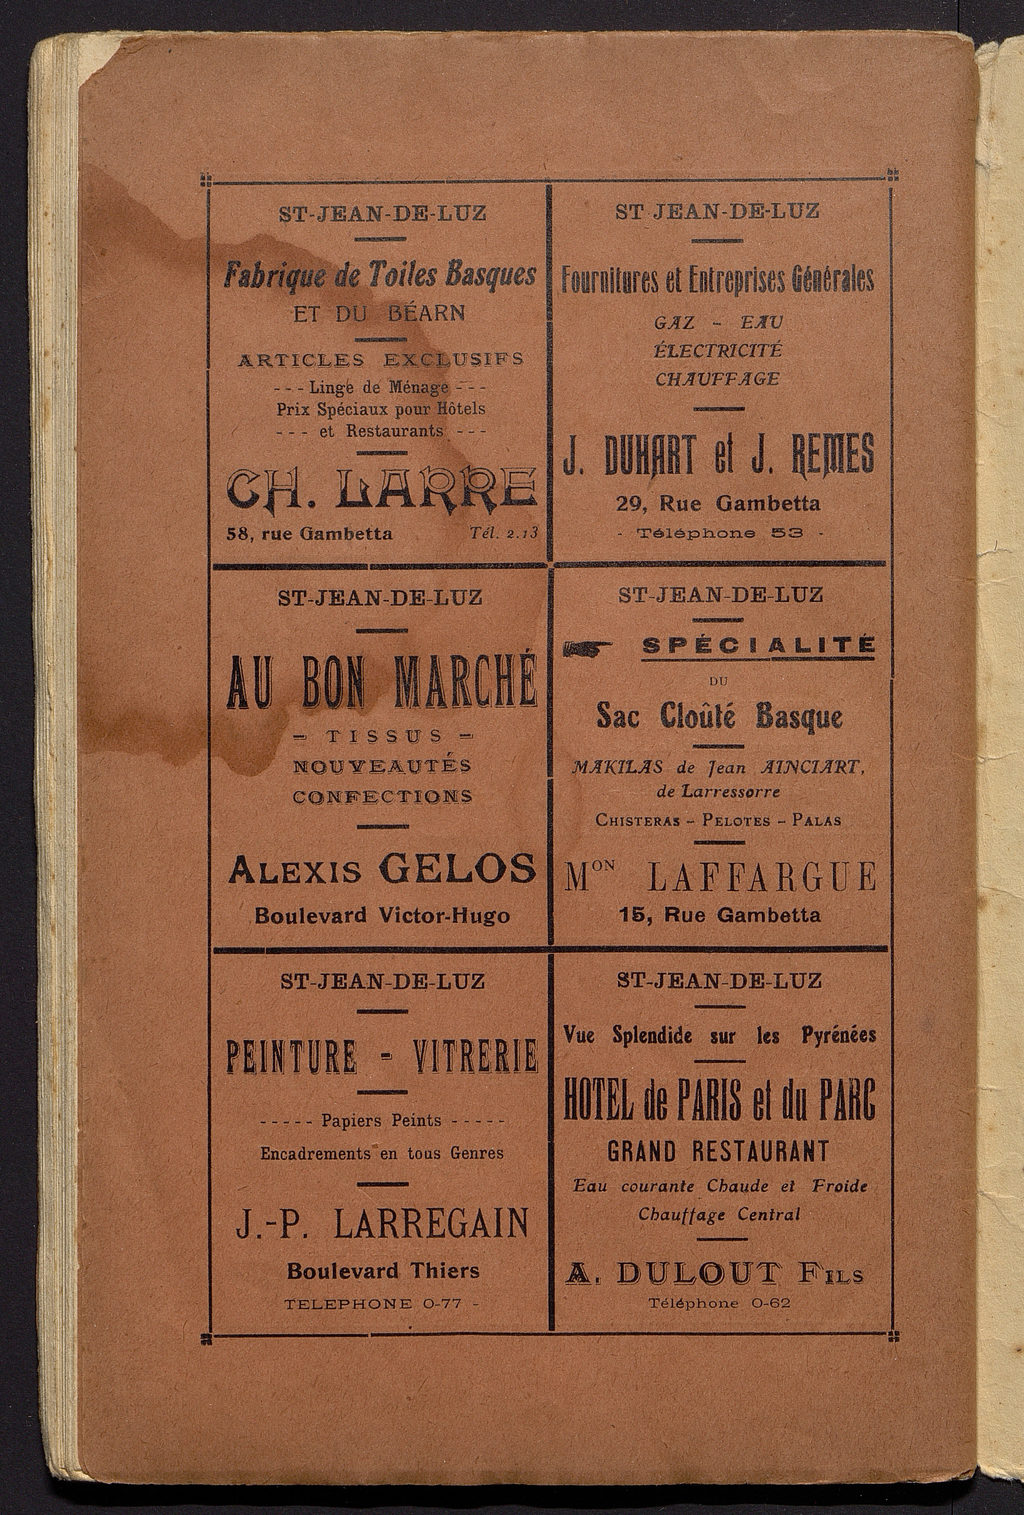 ST-JEAN-DE-LUZ
Fabrique de Toiles Basques
ET DU BÉARN
ARTICLES EXCLUSIFS
- - - Linge de Ménage - - -
Prix Spéciaux pour Hôtels
- - - et Restaurants - - -
CH. LARRE
58, rue Gambetta Tél. 2.13
ST JEAN-DE-LUZ
Fournitures et Entreprises Générales
GAZ - EAU
ÉLECTRICITÉ
CHAUFFAGE
J. DUHART et J. REMES
29, Rue Gambetta
- Téléphone 53 -
ST-JEAN-DE-LUZ
AU BON MARCHÉ
- TISSUS -
NOUVEAUTÉS
CONFECTIONS
ALEXIS GELOS
Boulevard Victor-Hugo
ST-JEAN-DE-LUZ
SPÉCIALITÉ
DU
Sac Cloûté Basque
MAKILAS de Jean AINCIART,
de Larressorre
CHISTERAS - PELOTES - PALAS
MON LAFFARGUE
15, Rue Gambetta
ST-JEAN-DE-LUZ
PEINTURE - VITRERIE
- - - - - Papiers Peints - - - - -
Encadrements en tous Genres
J.-P. LARREGAIN
Boulevard Thiers
TELEPHONE 0-77 -
ST-JEAN-DE-LUZ
Vue Splendide sur les Pyrénées
HOTEL de PARIS et du PARC
GRAND RESTAURANT
Eau courante Chaude et Froide
Chauffage Central
A. DULOUT FILS
Téléphone 0-62